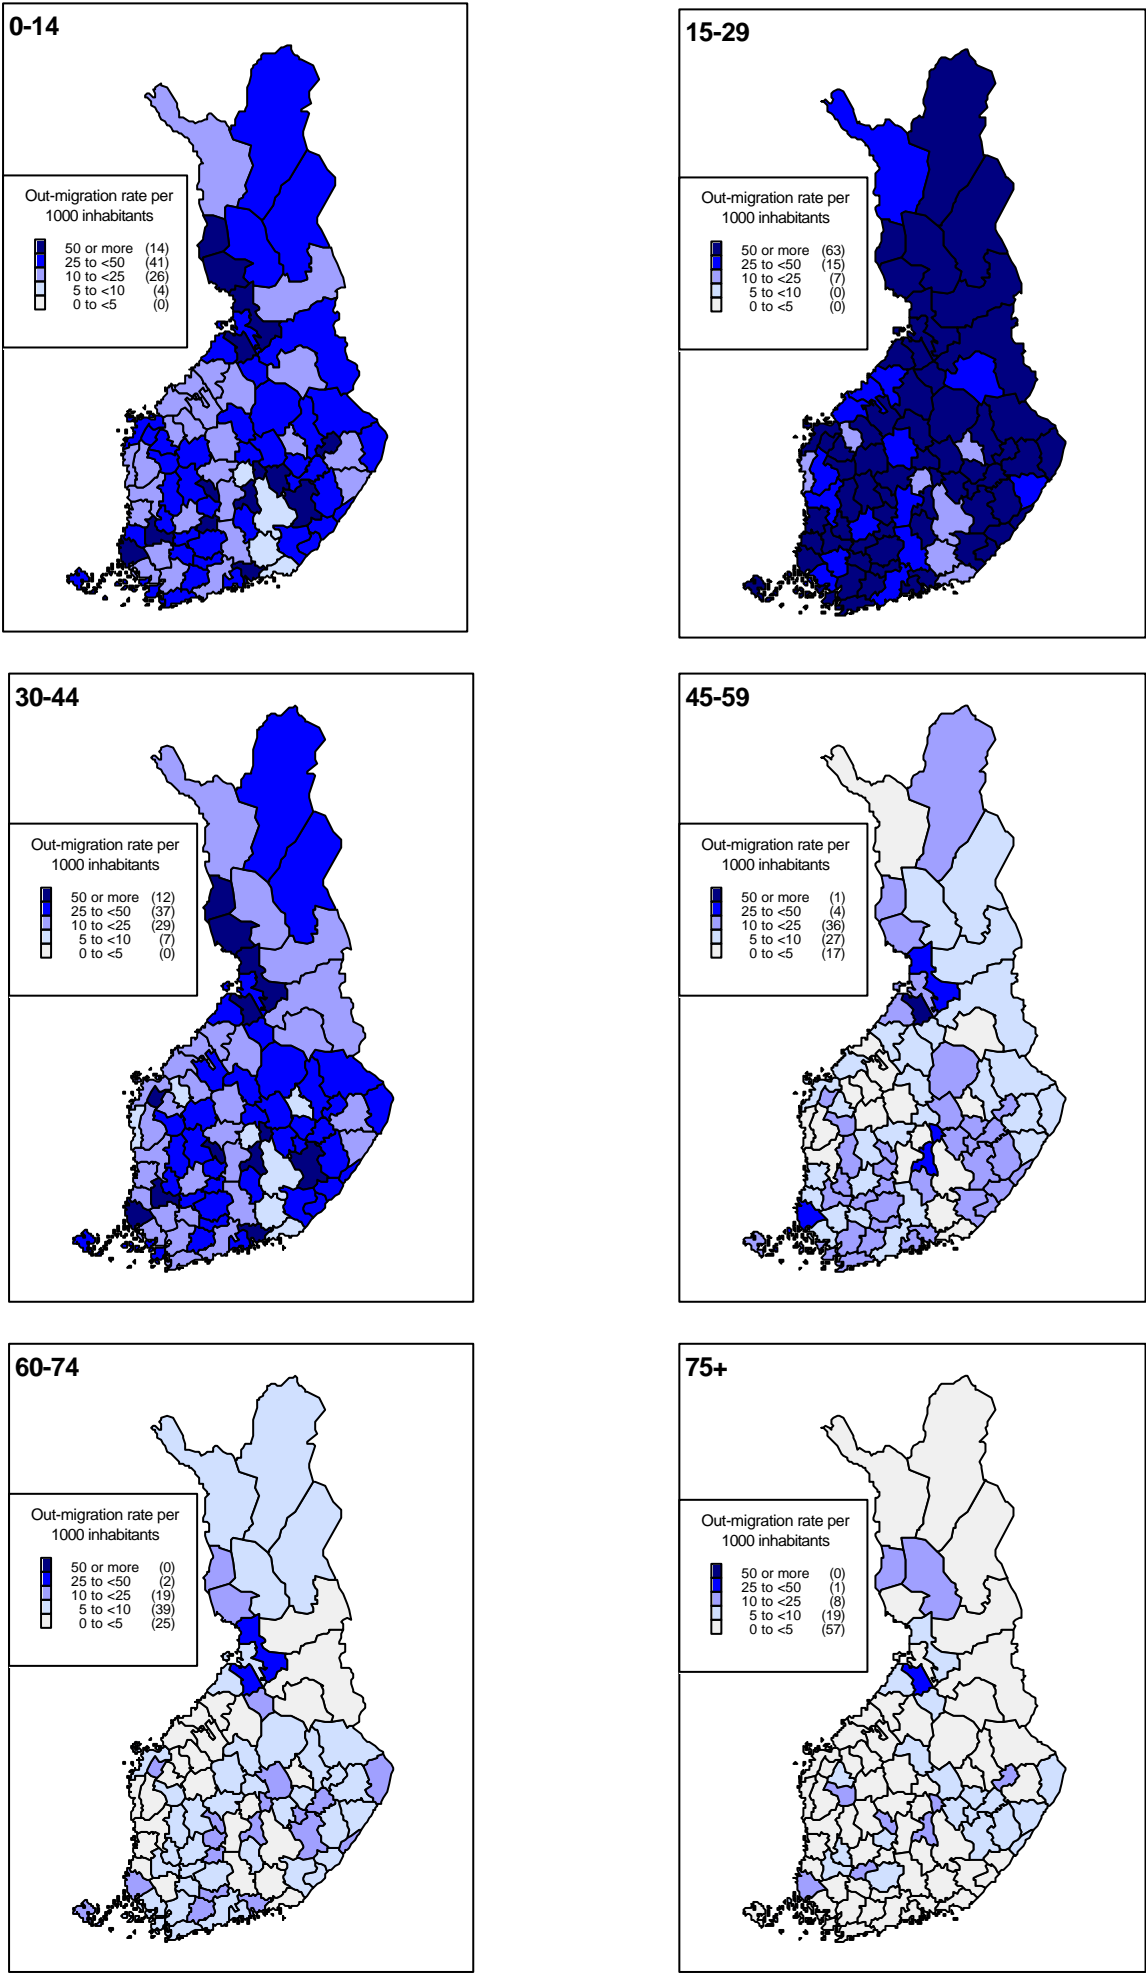 0-14
Out-migration rate per
1000 inhabitants
50 or more (14)
25 to <50 (41)
10 to <25 (26)
5 to <10 (4)
0 to <5 (0)
15-29
Out-migration rate per
1000 inhabitants
50 or more (63)
25 to <50 (15)
10 to <25 (7)
5 to <10 (0)
0 to <5 (0)
30-44
Out-migration rate per
1000 inhabitants
50 or more (12)
25 to <50 (37)
10 to <25 (29)
5 to <10 (7)
0 to <5 (0)
45-59
Out-migration rate per
1000 inhabitants
50 or more (1)
25 to <50 (4)
10 to <25 (36)
5 to <10 (27)
0 to <5 (17)
60-74
Out-migration rate per
1000 inhabitants
50 or more (0)
25 to <50 (2)
10 to <25 (19)
5 to <10 (39)
0 to <5 (25)
75+
Out-migration rate per
1000 inhabitants
50 or more (0)
25 to <50 (1)
10 to <25 (8)
5 to <10 (19)
0 to <5 (57)